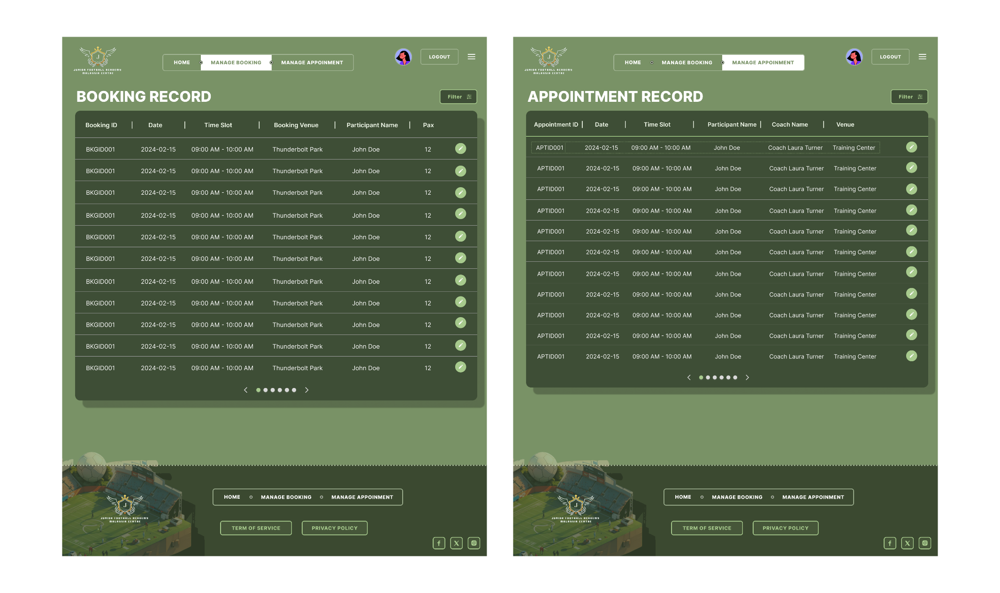 J
JUNIOR FOOTBALL ACADEMY
MALAYSIA CENTRE
HOME MANAGE BOOKING MANAGE APPOINMENT
LOGOUT
BOOKING RECORD
Filter
Booking ID | Date | Time Slot | Booking Venue | Participant Name | Pax
BKGID001 2024-02-15 09:00 AM - 10:00 AM Thunderbolt Park John Doe 12
BKGID001 2024-02-15 09:00 AM - 10:00 AM Thunderbolt Park John Doe 12
BKGID001 2024-02-15 09:00 AM - 10:00 AM Thunderbolt Park John Doe 12
BKGID001 2024-02-15 09:00 AM - 10:00 AM Thunderbolt Park John Doe 12
BKGID001 2024-02-15 09:00 AM - 10:00 AM Thunderbolt Park John Doe 12
BKGID001 2024-02-15 09:00 AM - 10:00 AM Thunderbolt Park John Doe 12
BKGID001 2024-02-15 09:00 AM - 10:00 AM Thunderbolt Park John Doe 12
BKGID001 2024-02-15 09:00 AM - 10:00 AM Thunderbolt Park John Doe 12
BKGID001 2024-02-15 09:00 AM - 10:00 AM Thunderbolt Park John Doe 12
BKGID001 2024-02-15 09:00 AM - 10:00 AM Thunderbolt Park John Doe 12
BKGID001 2024-02-15 09:00 AM - 10:00 AM Thunderbolt Park John Doe 12
J
JUNIOR FOOTBALL ACADEMY
MALAYSIA CENTRE
HOME MANAGE BOOKING MANAGE APPOINMENT
TERM OF SERVICE PRIVACY POLICY
J
JUNIOR FOOTBALL ACADEMY
MALAYSIA CENTRE
HOME MANAGE BOOKING MANAGE APPOINMENT
LOGOUT
APPOINTMENT RECORD
Filter
Appointment ID | Date | Time Slot | Participant Name | Coach Name | Venue
APTID001 2024-02-15 09:00 AM - 10:00 AM John Doe Coach Laura Turner Training Center
APTID001 2024-02-15 09:00 AM - 10:00 AM John Doe Coach Laura Turner Training Center
APTID001 2024-02-15 09:00 AM - 10:00 AM John Doe Coach Laura Turner Training Center
APTID001 2024-02-15 09:00 AM - 10:00 AM John Doe Coach Laura Turner Training Center
APTID001 2024-02-15 09:00 AM - 10:00 AM John Doe Coach Laura Turner Training Center
APTID001 2024-02-15 09:00 AM - 10:00 AM John Doe Coach Laura Turner Training Center
APTID001 2024-02-15 09:00 AM - 10:00 AM John Doe Coach Laura Turner Training Center
APTID001 2024-02-15 09:00 AM - 10:00 AM John Doe Coach Laura Turner Training Center
APTID001 2024-02-15 09:00 AM - 10:00 AM John Doe Coach Laura Turner Training Center
APTID001 2024-02-15 09:00 AM - 10:00 AM John Doe Coach Laura Turner Training Center
APTID001 2024-02-15 09:00 AM - 10:00 AM John Doe Coach Laura Turner Training Center
J
JUNIOR FOOTBALL ACADEMY
MALAYSIA CENTRE
HOME MANAGE BOOKING MANAGE APPOINMENT
TERM OF SERVICE PRIVACY POLICY